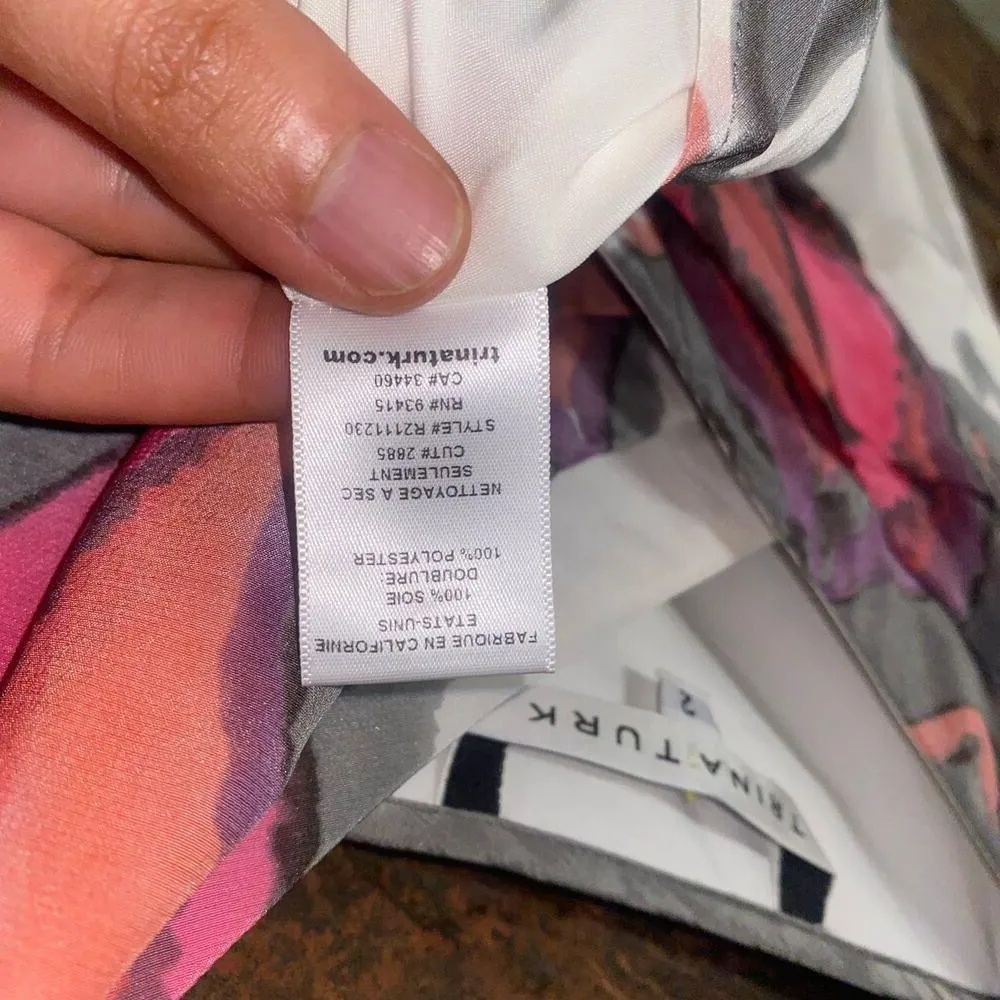 FABRIQUE EN CALIFORNIE
ETATS-UNIS
100% SOIE
DOUBLURE:
100% POLYESTER
NETTOYAGE A SEC
SEULEMENT
CUT# 2885
STYLE# R2111230
RN# 93415
CA# 34460
trinaturk.com
TRINA TURK
2